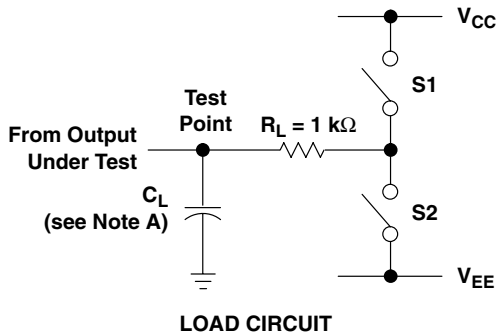 V_CC
S1
Test
Point
R_L = 1 kΩ
From Output
Under Test
C_L
(see Note A)
S2
V_EE
LOAD CIRCUIT